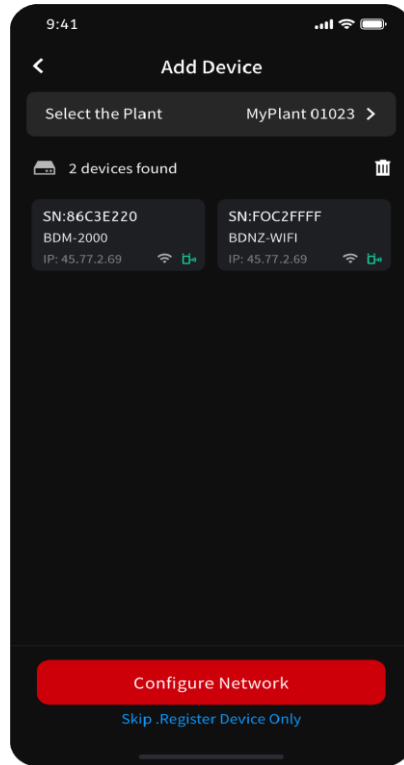 9:41
Add Device
Select the Plant MyPlant 01023
2 devices found
SN:86C3E220
BDM-2000
IP: 45.77.2.69
SN:FOC2FFFF
BDNZ-WIFI
IP: 45.77.2.69
Configure Network
Skip .Register Device Only